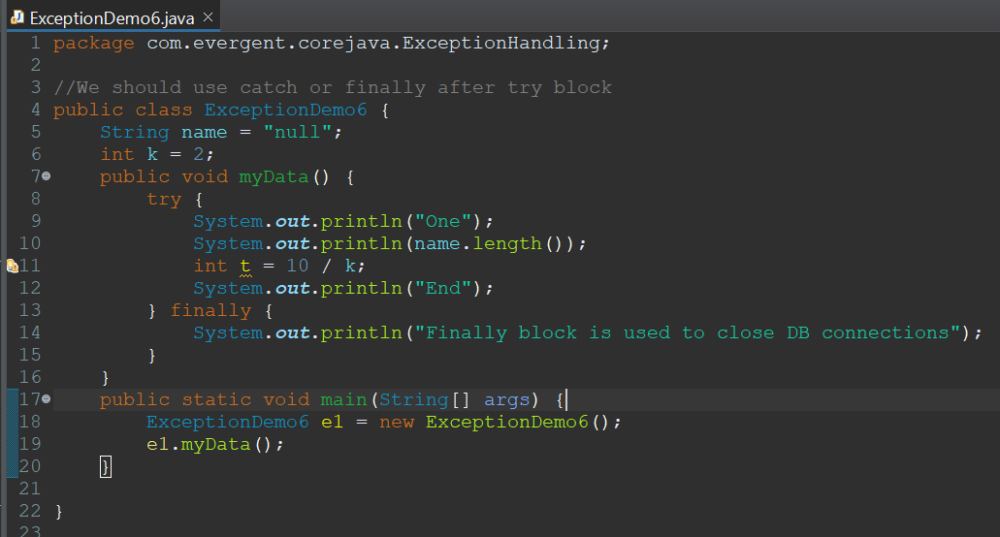 ExceptionDemo6.java ×
1 package com.evergent.corejava.ExceptionHandling;
2
3 //We should use catch or finally after try block
4 public class ExceptionDemo6 {
5     String name = "null";
6     int k = 2;
7     public void myData() {
8         try {
9             System.out.println("One");
10             System.out.println(name.length());
11             int t = 10 / k;
12             System.out.println("End");
13         } finally {
14             System.out.println("Finally block is used to close DB connections");
15         }
16     }
17     public static void main(String[] args) {
18         ExceptionDemo6 e1 = new ExceptionDemo6();
19         e1.myData();
20     }
21
22 }
23